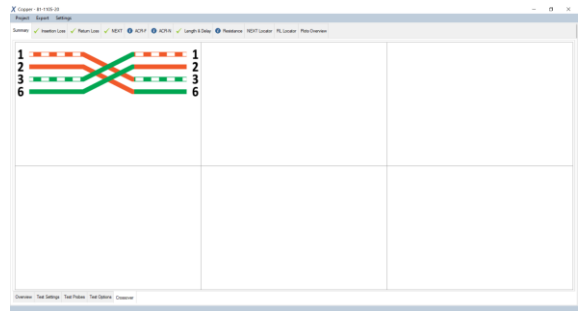 Copper - 81-1105-20
Project Export Settings
Summary Insertion Loss Return Loss NEXT ACR-F ACR-N Length & Delay Resistance NEXT Locator RL Locator Plots Overview
1 1
2 2
3 3
6 6
Overview Test Settings Test Probes Test Options Crossover